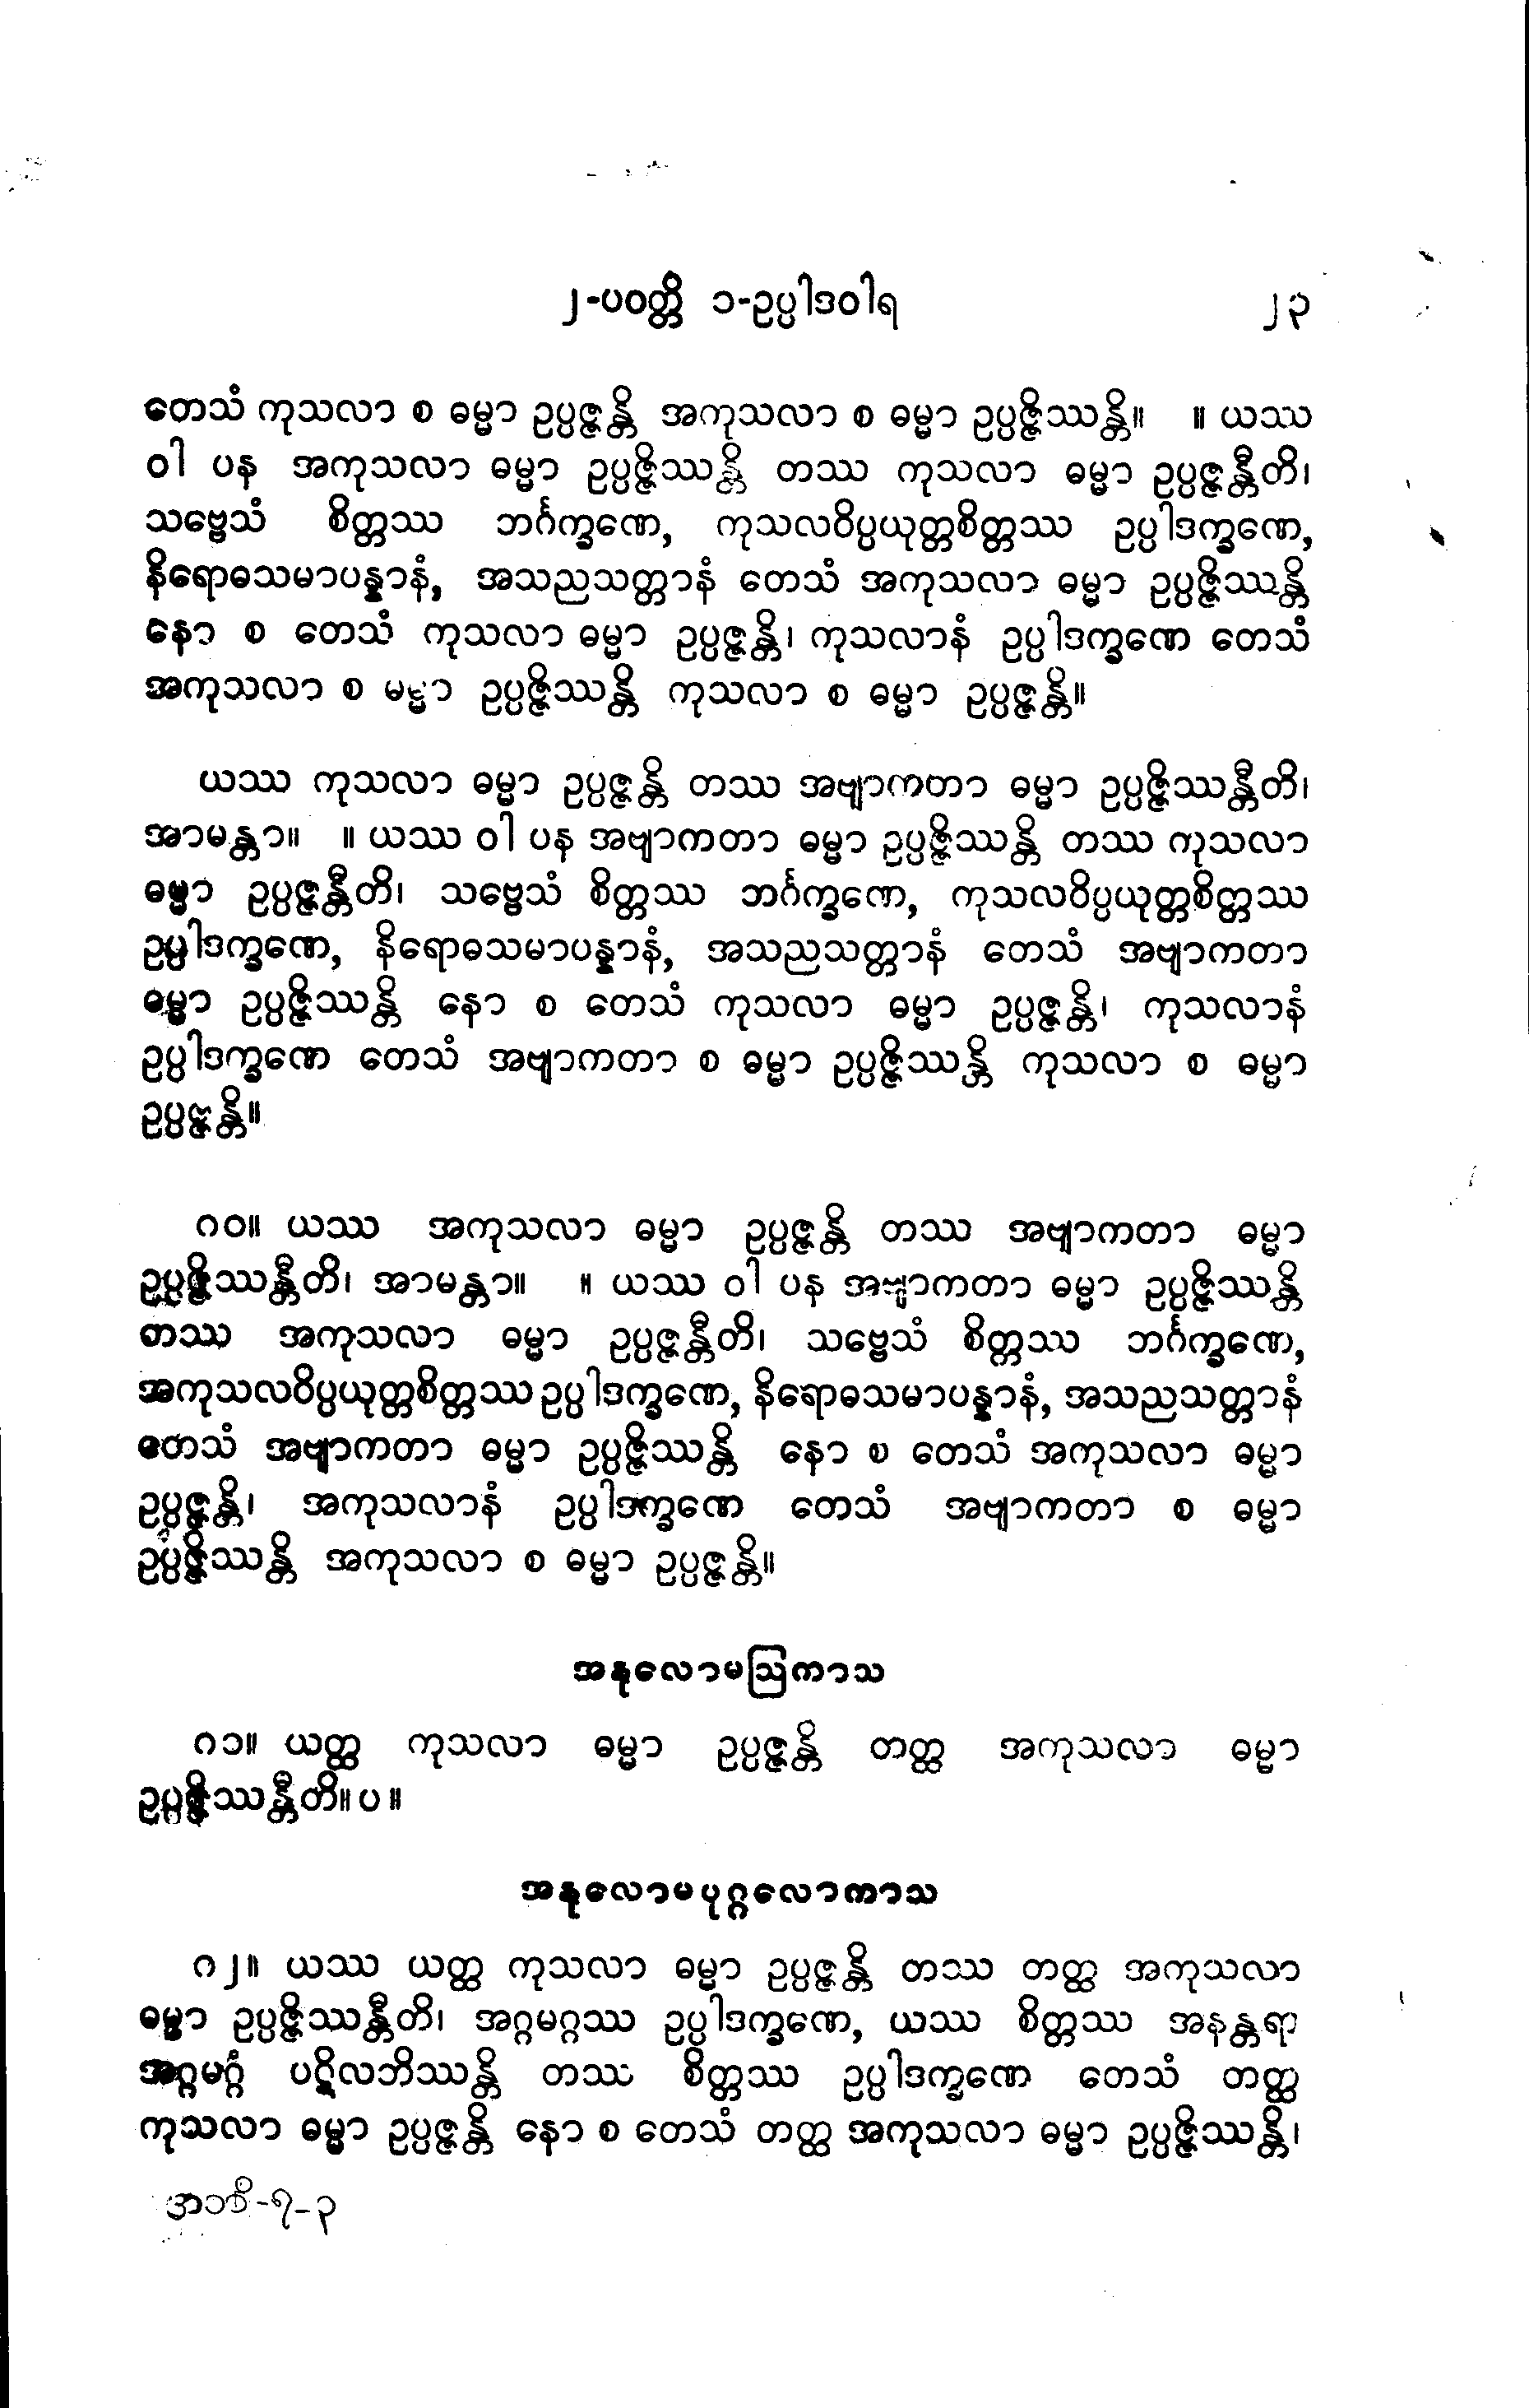 ၂-ပဝတ္တိ ၁-ဥပ္ပါဒဝါရ ၂၃
တေသံ ကုသလာ စ ဓမ္မာ ဥပ္ပဇ္ဇန္တိ အကုသလာ စ ဓမ္မာ ဥပ္ပဇ္ဇိဿန္တိ။ ။ ယဿ
ဝါ ပန အကုသလာ ဓမ္မာ ဥပ္ပဇ္ဇိဿန္တိ တဿ ကုသလာ ဓမ္မာ ဥပ္ပဇ္ဇန္တီတိ၊
သဗ္ဗေသံ စိတ္တဿ ဘင်္ဂက္ခဏေ, ကုသလဝိပ္ပယုတ္တစိတ္တဿ ဥပ္ပါဒက္ခဏေ,
နိရောဓသမာပန္နာနံ, အသညသတ္တာနံ တေသံ အကုသလာ ဓမ္မာ ဥပ္ပဇ္ဇိဿန္တိ
နော စ တေသံ ကုသလာ ဓမ္မာ ဥပ္ပဇ္ဇန္တိ၊ ကုသလာနံ ဥပ္ပါဒက္ခဏေ တေသံ
အကုသလာ စ မဓ္မာ ဥပ္ပဇ္ဇိဿန္တိ ကုသလာ စ ဓမ္မာ ဥပ္ပဇ္ဇန္တိ။
ယဿ ကုသလာ ဓမ္မာ ဥပ္ပဇ္ဇန္တိ တဿ အဗျာကတာ ဓမ္မာ ဥပ္ပဇ္ဇိဿန္တီတိ၊
အာမန္တာ။ ။ ယဿ ဝါ ပန အဗျာကတာ ဓမ္မာ ဥပ္ပဇ္ဇိဿန္တိ တဿ ကုသလာ
ဓမ္မာ ဥပ္ပဇ္ဇန္တီတိ၊ သဗ္ဗေသံ စိတ္တဿ ဘင်္ဂက္ခဏေ, ကုသလဝိပ္ပယုတ္တစိတ္တဿ
ဥပ္ပါဒက္ခဏေ, နိရောဓသမာပန္နာနံ, အသညသတ္တာနံ တေသံ အဗျာကတာ
ဓမ္မာ ဥပ္ပဇ္ဇိဿန္တိ နော စ တေသံ ကုသလာ ဓမ္မာ ဥပ္ပဇ္ဇန္တိ၊ ကုသလာနံ
ဥပ္ပါဒက္ခဏေ တေသံ အဗျာကတာ စ ဓမ္မာ ဥပ္ပဇ္ဇိဿန္တိ ကုသလာ စ ဓမ္မာ
ဥပ္ပဇ္ဇန္တိ။
၈၀။ ယဿ အကုသလာ ဓမ္မာ ဥပ္ပဇ္ဇန္တိ တဿ အဗျာကတာ ဓမ္မာ
ဥပ္ပဇ္ဇိဿန္တီတိ၊ အာမန္တာ။ ။ ယဿ ဝါ ပန အဗျာကတာ ဓမ္မာ ဥပ္ပဇ္ဇိဿန္တိ
တဿ အကုသလာ ဓမ္မာ ဥပ္ပဇ္ဇန္တီတိ၊ သဗ္ဗေသံ စိတ္တဿ ဘင်္ဂက္ခဏေ,
အကုသလဝိပ္ပယုတ္တစိတ္တဿ ဥပ္ပါဒက္ခဏေ, နိရောဓသမာပန္နာနံ, အသညသတ္တာနံ
တေသံ အဗျာကတာ ဓမ္မာ ဥပ္ပဇ္ဇိဿန္တိ နော စ တေသံ အကုသလာ ဓမ္မာ
ဥပ္ပဇ္ဇန္တိ၊ အကုသလာနံ ဥပ္ပါဒက္ခဏေ တေသံ အဗျာကတာ စ ဓမ္မာ
ဥပ္ပဇ္ဇိဿန္တိ အကုသလာ စ ဓမ္မာ ဥပ္ပဇ္ဇန္တိ။
အနုလောမဩကာသ
၈၁။ ယတ္ထ ကုသလာ ဓမ္မာ ဥပ္ပဇ္ဇန္တိ တတ္ထ အကုသလာ ဓမ္မာ
ဥပ္ပဇ္ဇိဿန္တီတိ။ပ။
အနုလောမပုဂ္ဂလောကာသ
၈၂။ ယဿ ယတ္ထ ကုသလာ ဓမ္မာ ဥပ္ပဇ္ဇန္တိ တဿ တတ္ထ အကုသလာ
ဓမ္မာ ဥပ္ပဇ္ဇိဿန္တီတိ၊ အဂ္ဂမဂ္ဂဿ ဥပ္ပါဒက္ခဏေ, ယဿ စိတ္တဿ အနန္တရာ
အဂ္ဂမဂ္ဂံ ပဋိလဘိဿန္တိ တဿ စိတ္တဿ ဥပ္ပါဒက္ခဏေ တေသံ တတ္ထ
ကုသလာ ဓမ္မာ ဥပ္ပဇ္ဇန္တိ နော စ တေသံ တတ္ထ အကုသလာ ဓမ္မာ ဥပ္ပဇ္ဇိဿန္တိ၊